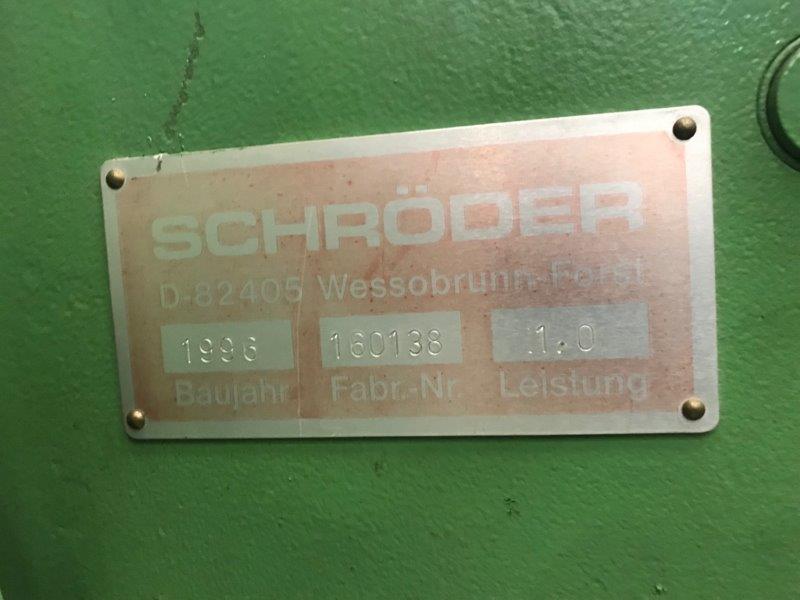 SCHRÖDER
D-82405 Wessobrunn-Forst
1996 160138 1.0
Baujahr Fabr.-Nr. Leistung